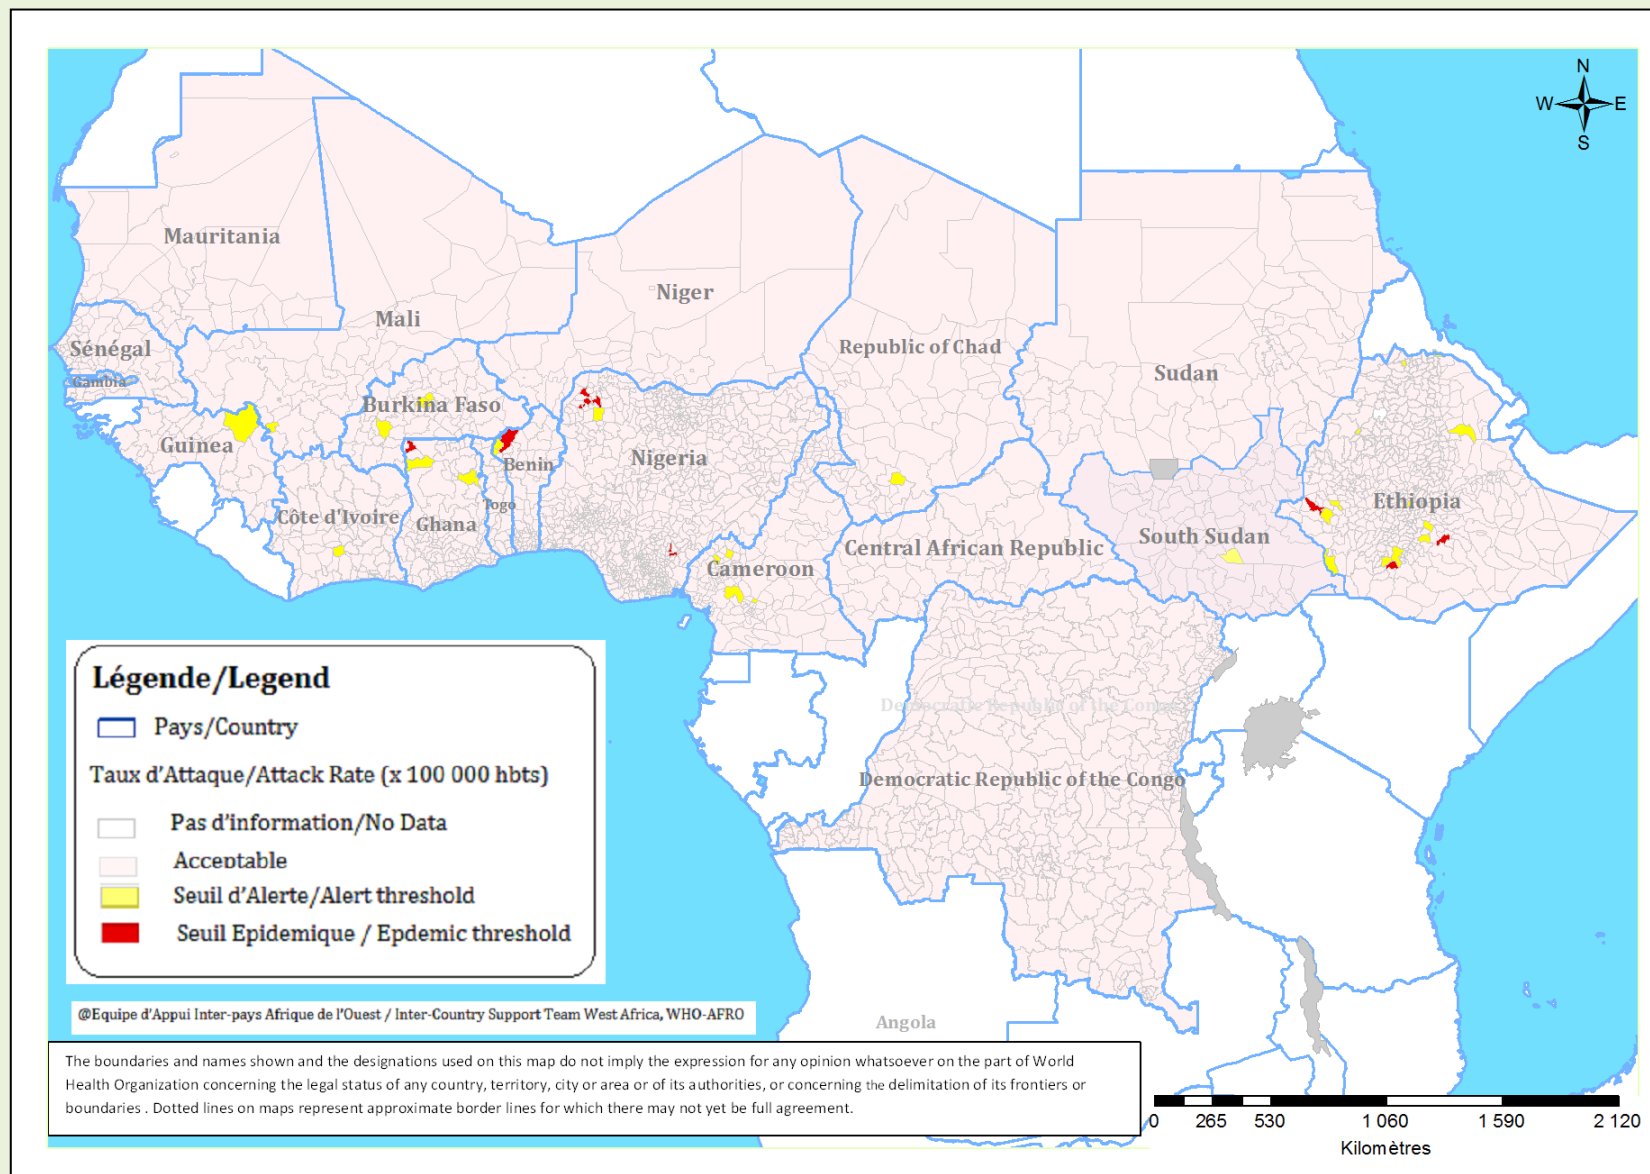 N
W E
S
Mauritania
Niger
Mali
Sénégal
Republic of Chad
Sudan
Gambia
Burkina Faso
Guinea
Nigeria
Benin
Ethiopia
Togo
Côte d'Ivoire
Ghana
South Sudan
Central African Republic
Cameroon
Democratic Republic of the Congo
Democratic Republic of the Congo
Angola
Légende/Legend
Pays/Country
Taux d'Attaque/Attack Rate (x 100 000 hbts)
Pas d'information/No Data
Acceptable
Seuil d'Alerte/Alert threshold
Seuil Epidemique / Epdemic threshold
@Equipe d'Appui Inter-pays Afrique de l'Ouest / Inter-Country Support Team West Africa, WHO-AFRO
The boundaries and names shown and the designations used on this map do not imply the expression for any opinion whatsoever on the part of World
Health Organization concerning the legal status of any country, territory, city or area or of its authorities, or concerning the delimitation of its frontiers or
boundaries . Dotted lines on maps represent approximate border lines for which there may not yet be full agreement.
0 265 530 1 060 1 590 2 120
Kilomètres